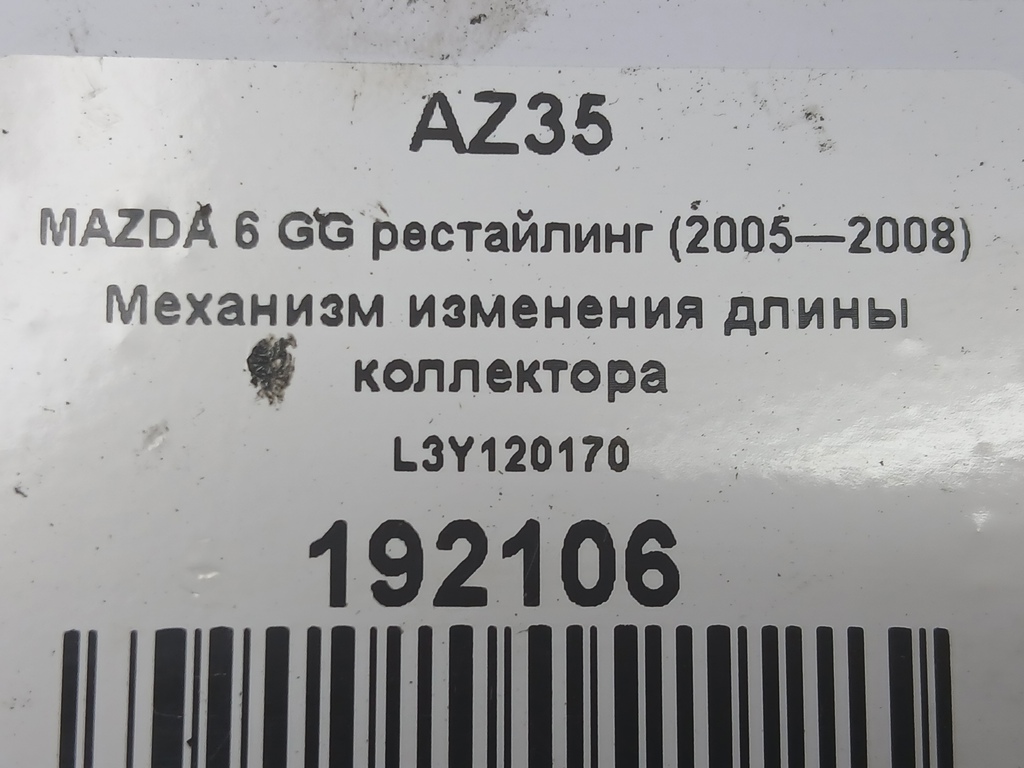 AZ35
MAZDA 6 GG рестайлинг (2005—2008)
Механизм изменения длины
коллектора
L3Y120170
192106